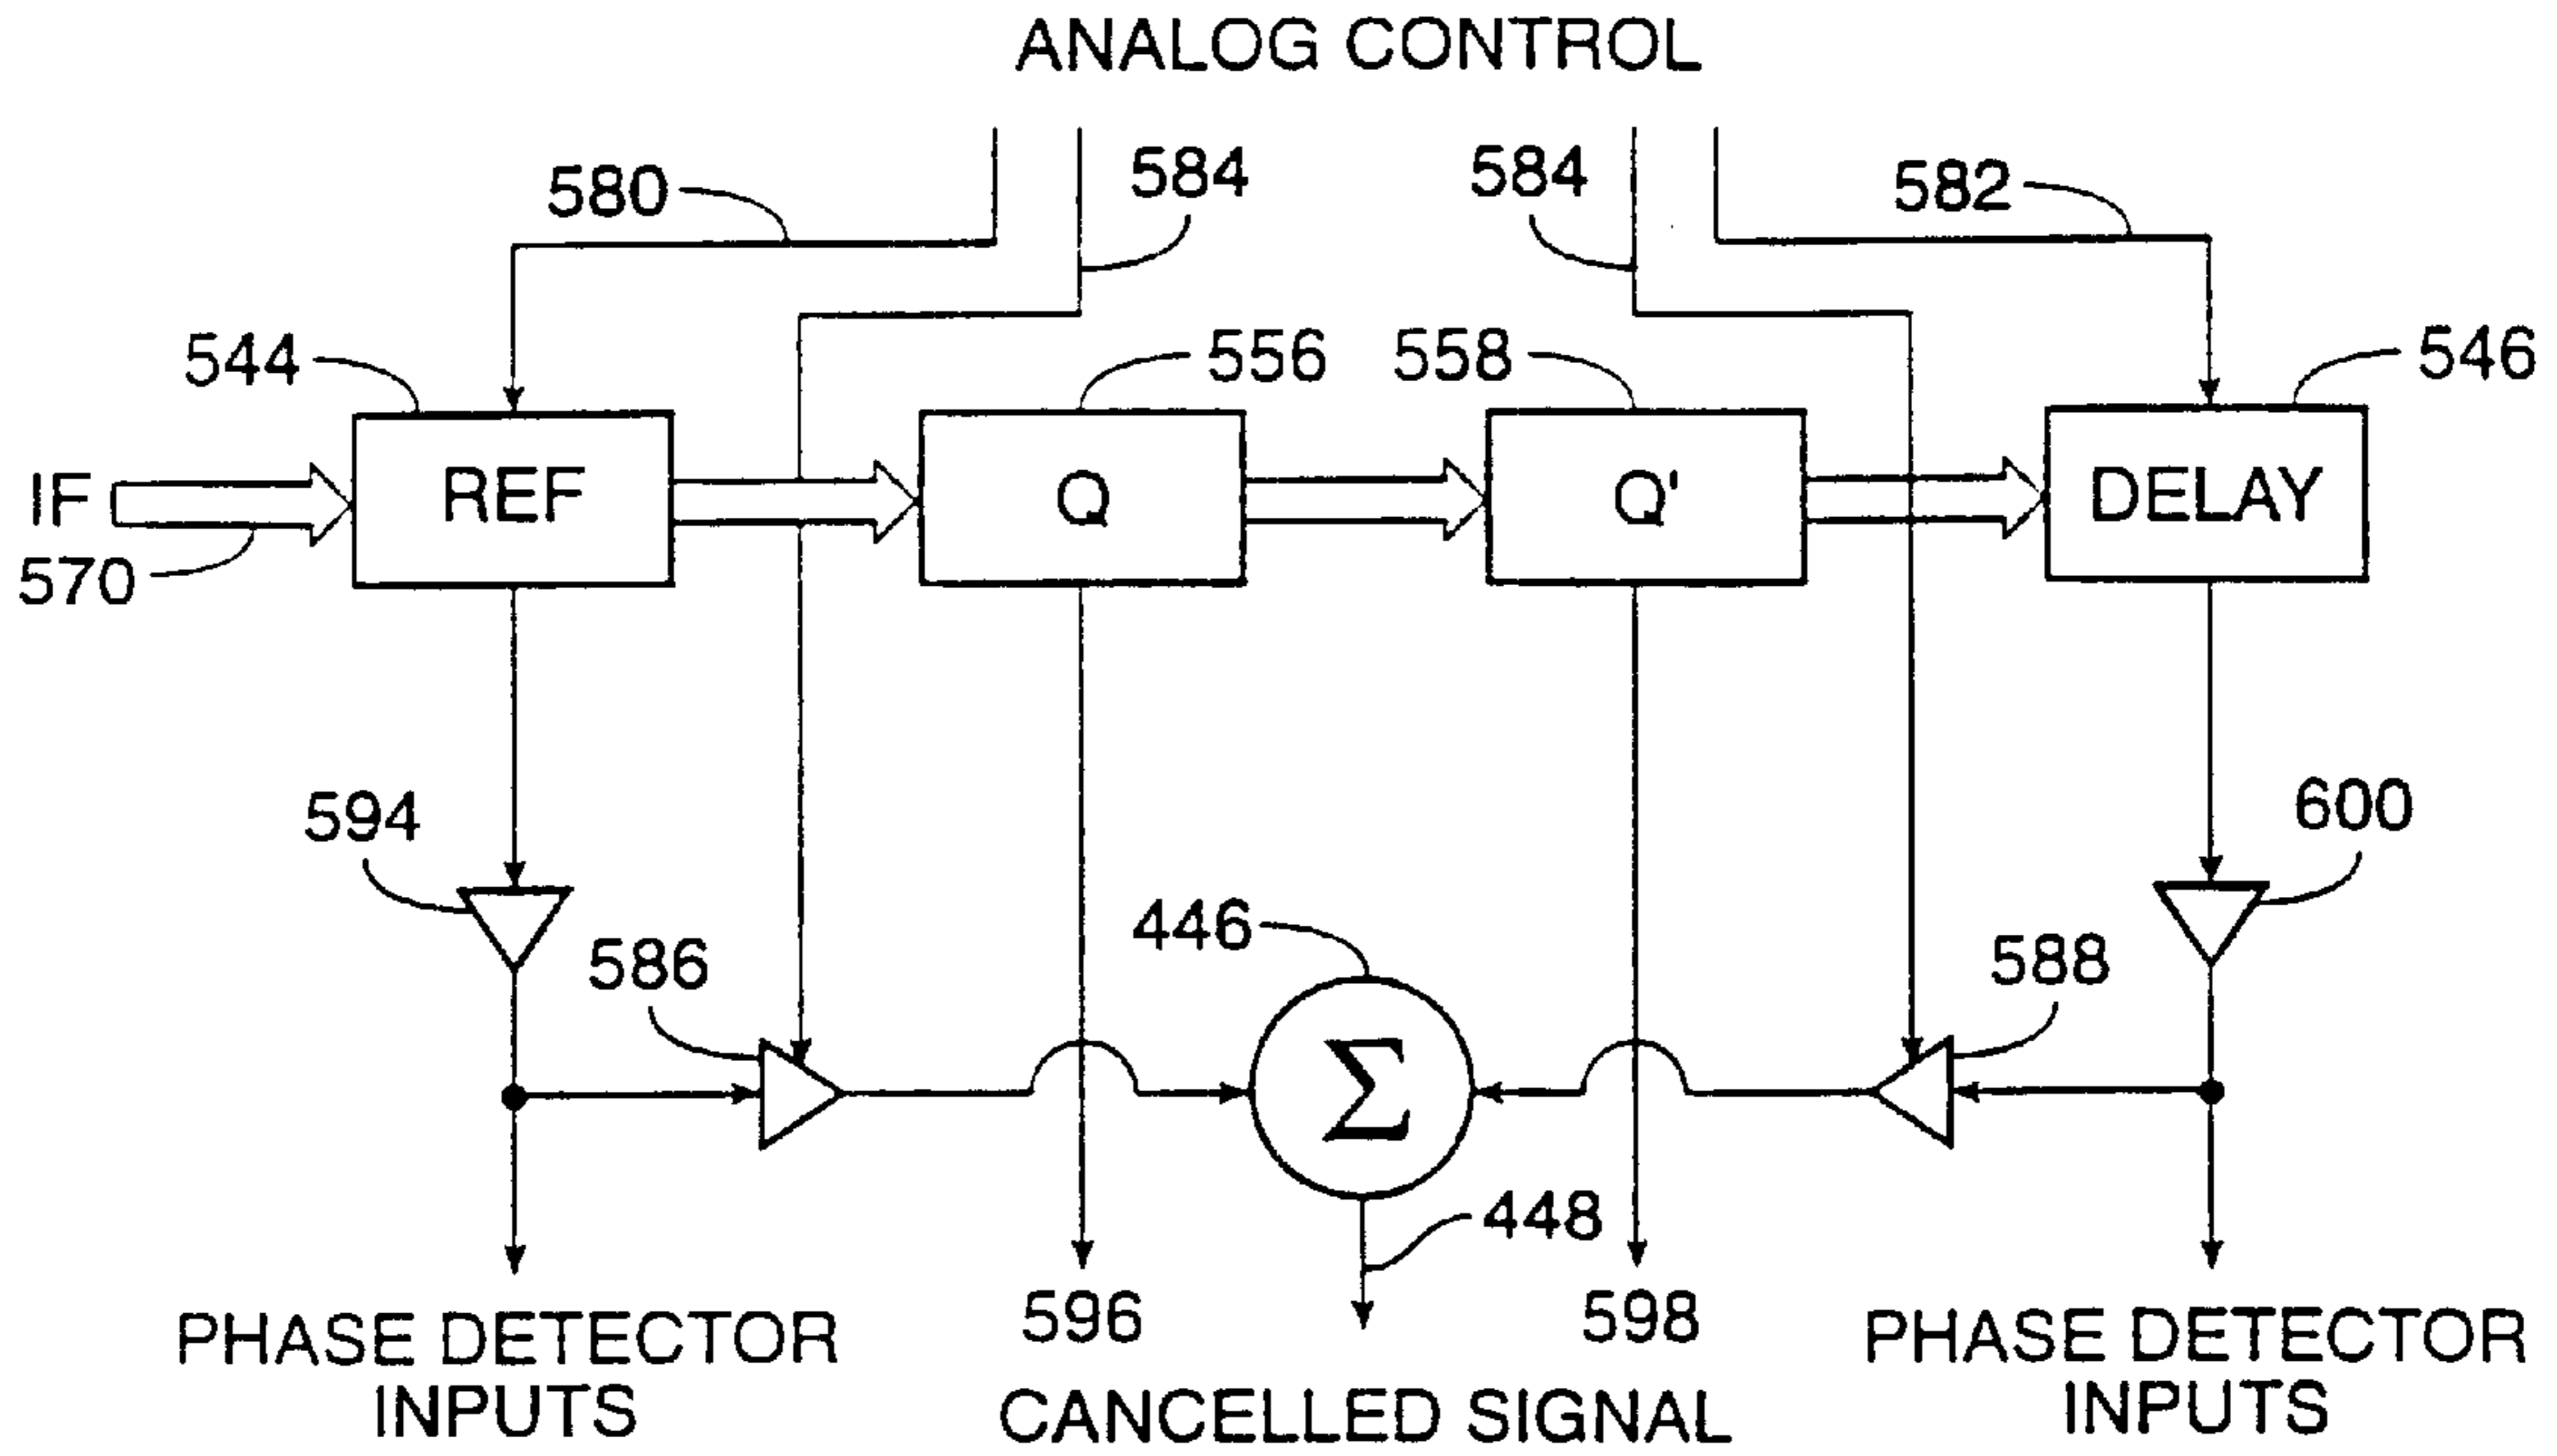 ANALOG CONTROL
580
584
584
582
544
556
558
546
IF
REF
Q
Q'
DELAY
570
594
600
586
446
588
Σ
448
596
598
PHASE DETECTOR
INPUTS
CANCELLED SIGNAL
PHASE DETECTOR
INPUTS